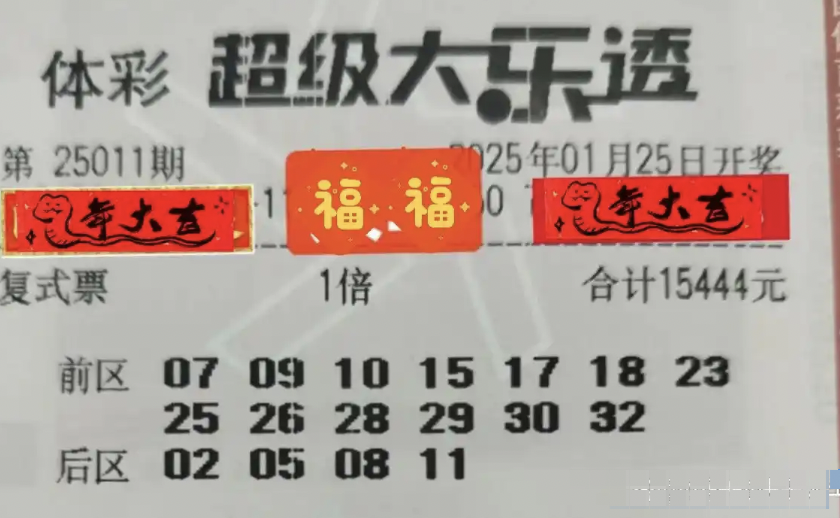 体彩 超级大乐透
第 25011期 2025年01月25日开奖
年大吉 福 福 年大吉
复式票 1倍 合计15444元
前区 07 09 10 15 17 18 23
25 26 28 29 30 32
后区 02 05 08 11